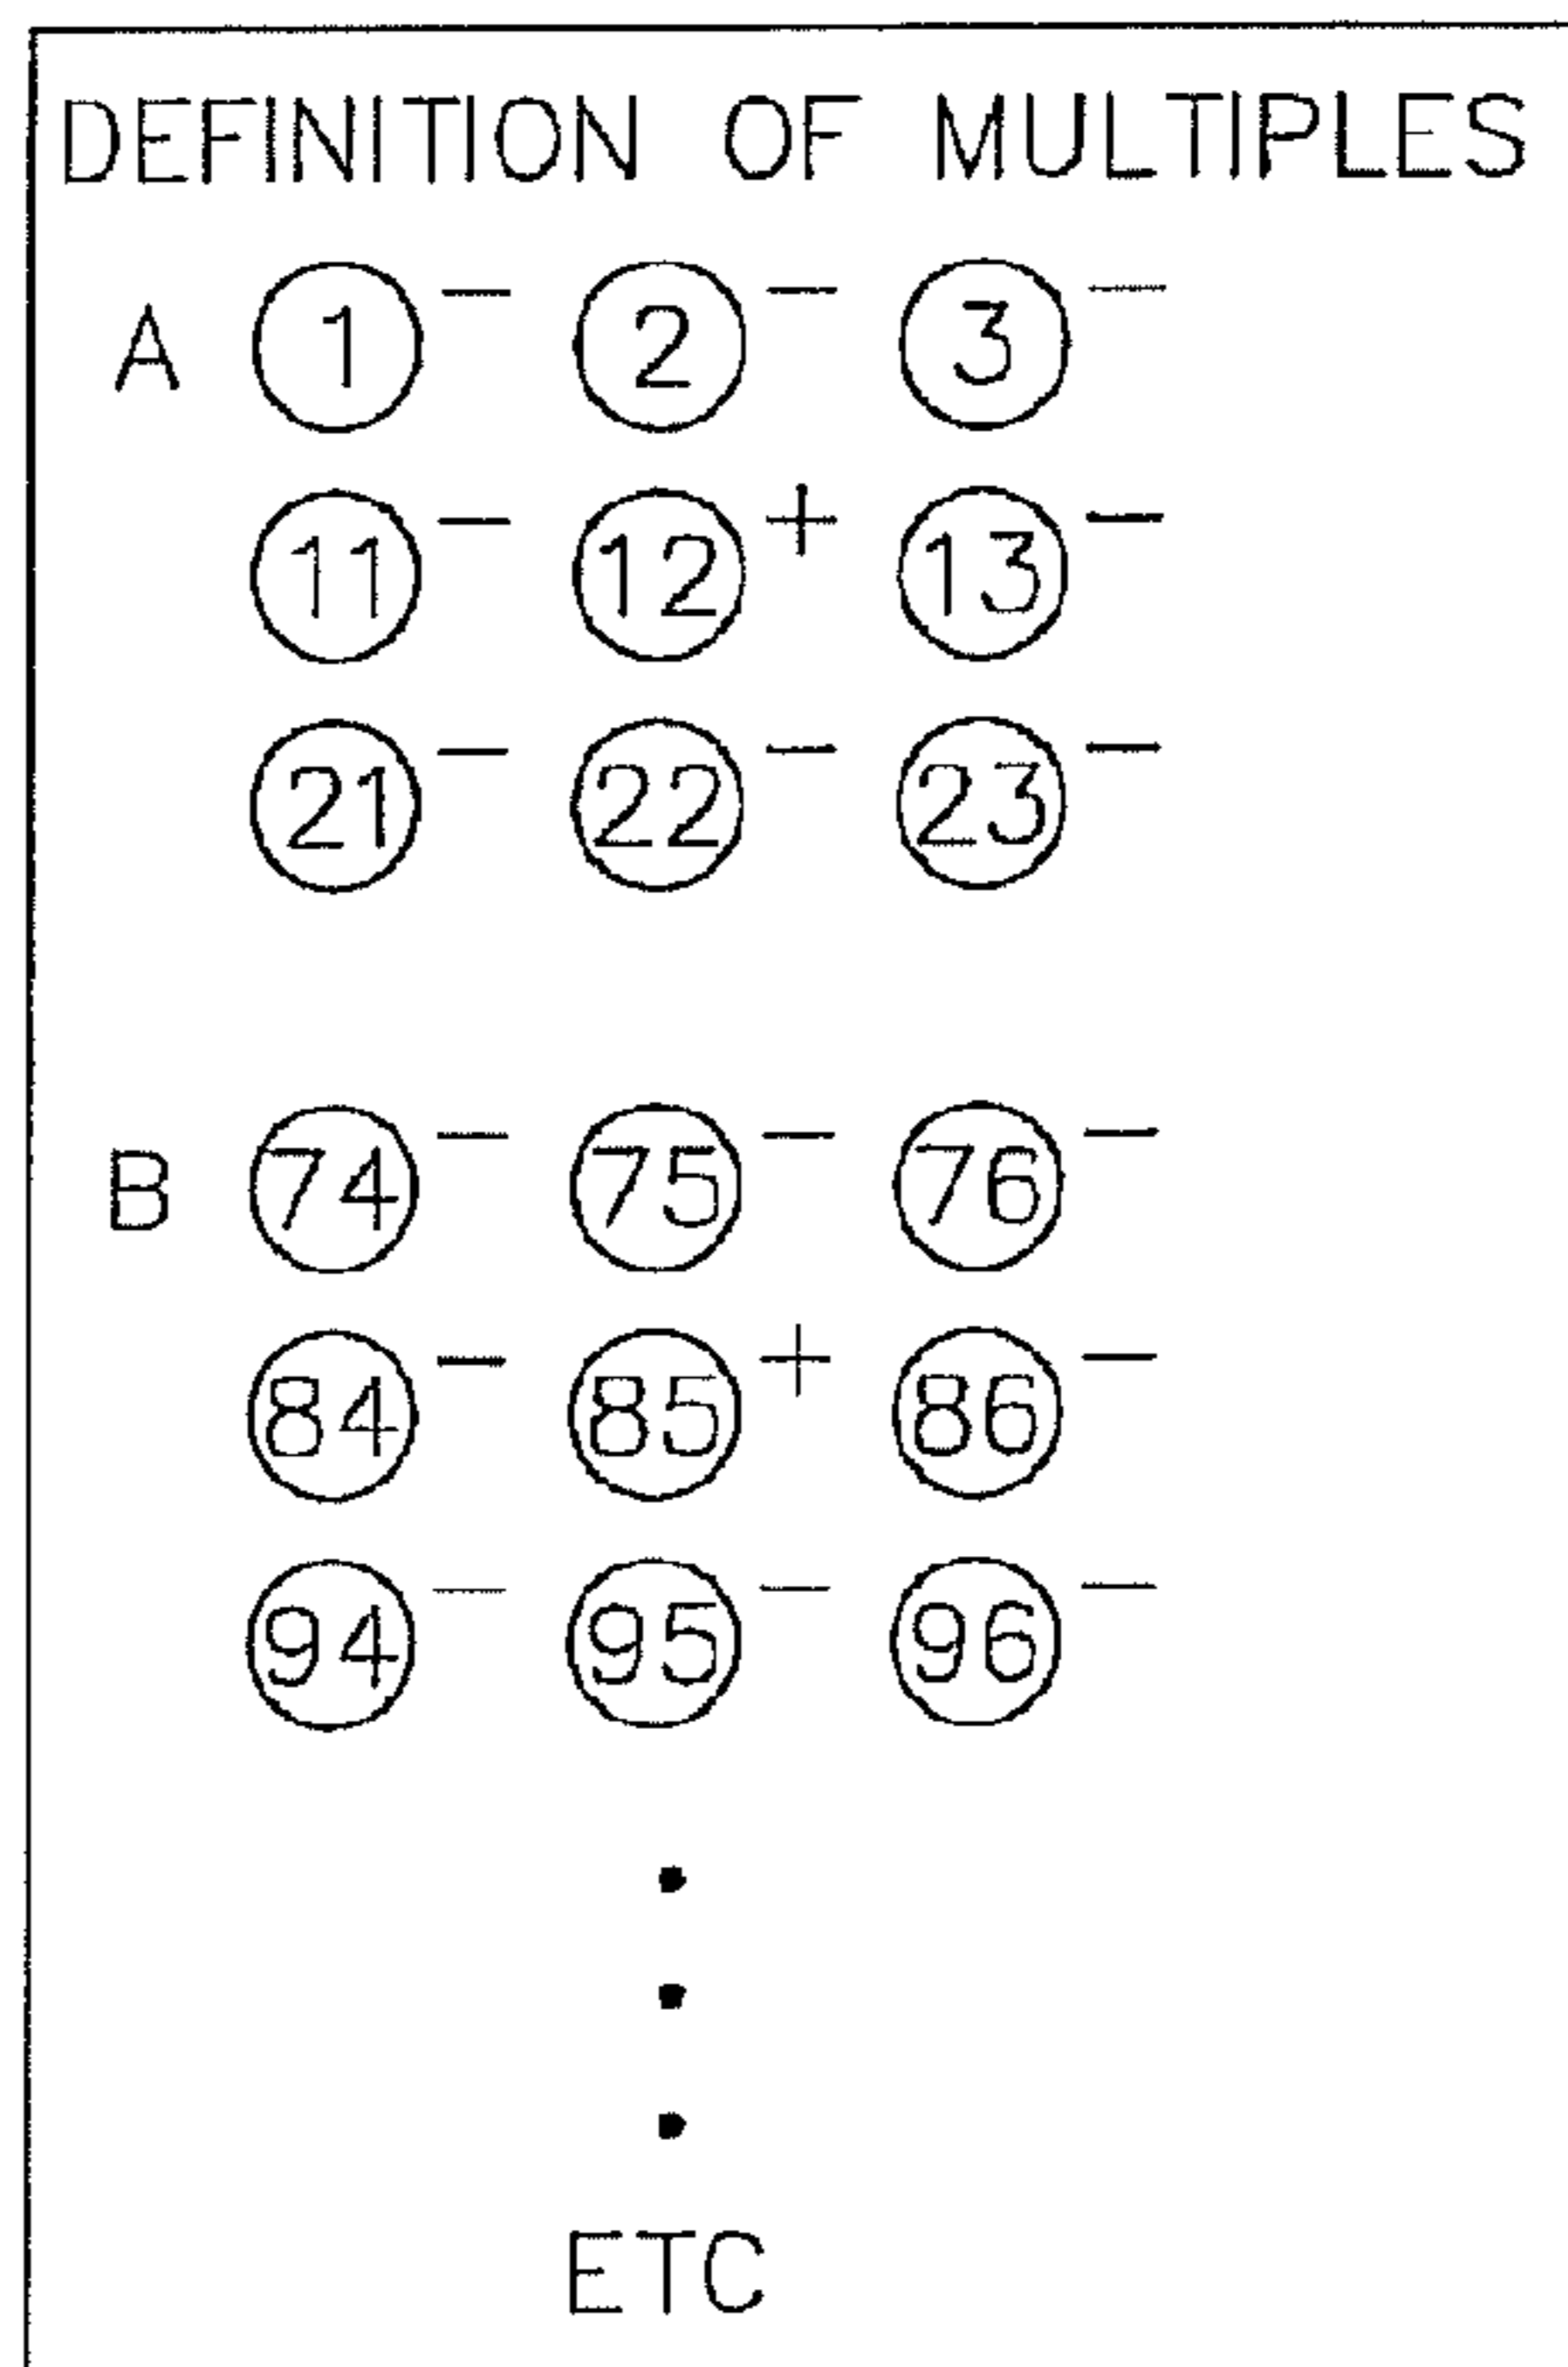 DEFINITION OF MULTIPLES
A 1 - 2 - 3 -
11 - 12 + 13 -
21 - 22 - 23 -
B 74 - 75 - 76 -
84 - 85 + 86 -
94 - 95 - 96 -
ETC